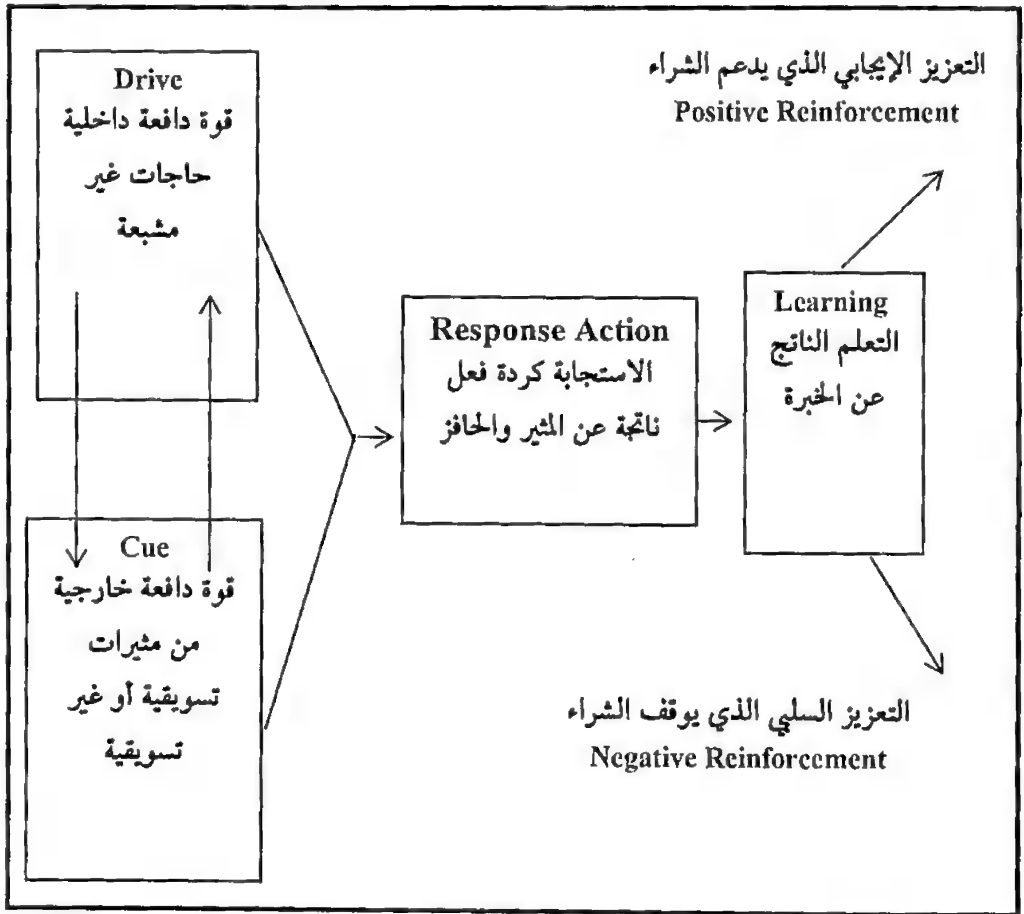 Drive
قوة دافعة داخلية
حاجات غير
مشبعة
Cue
قوة دافعة خارجية
من مثيرات
تسويقية أو غير
تسويقية
Response Action
الاستجابة كردة فعل
ناتجة عن المثير والحافز
Learning
التعلم الناتج
عن الخبرة
التعزيز الإيجابي الذي يدعم الشراء
Positive Reinforcement
التعزيز السلبي الذي يوقف الشراء
Negative Reinforcement